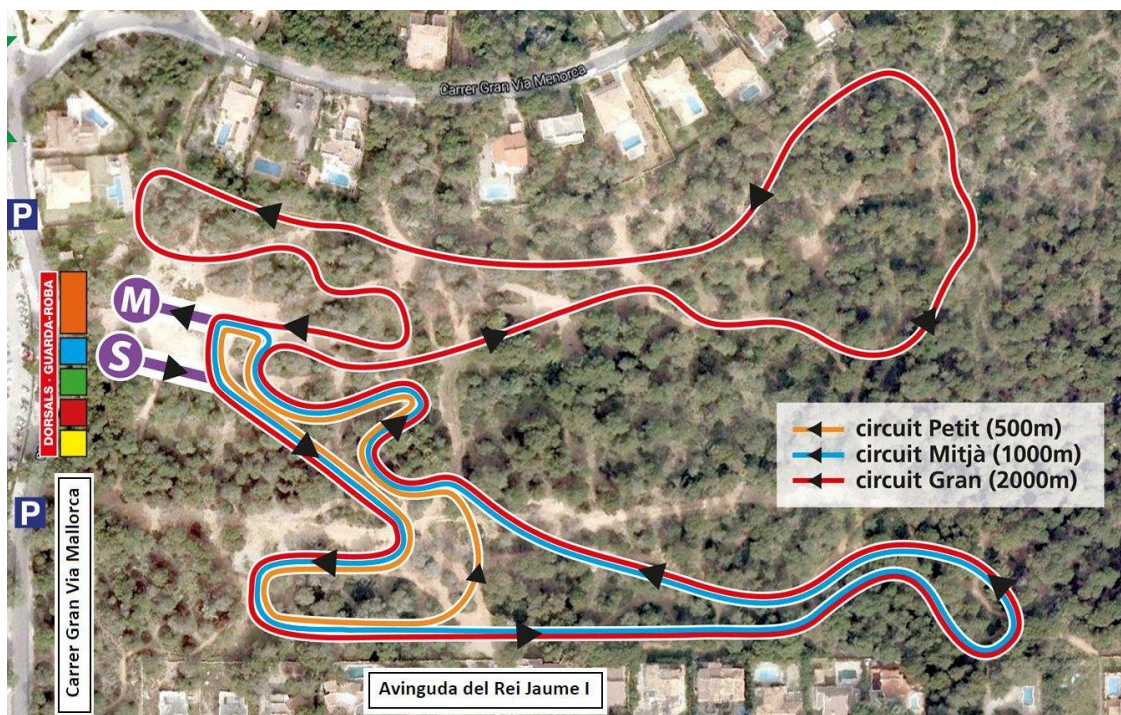 Carrer Gran Via Menorca
P
M
S
DORSALS · GUARDA-ROBA
circuit Petit (500m)
circuit Mitjà (1000m)
circuit Gran (2000m)
P
Carrer Gran Via Mallorca
Avinguda del Rei Jaume I